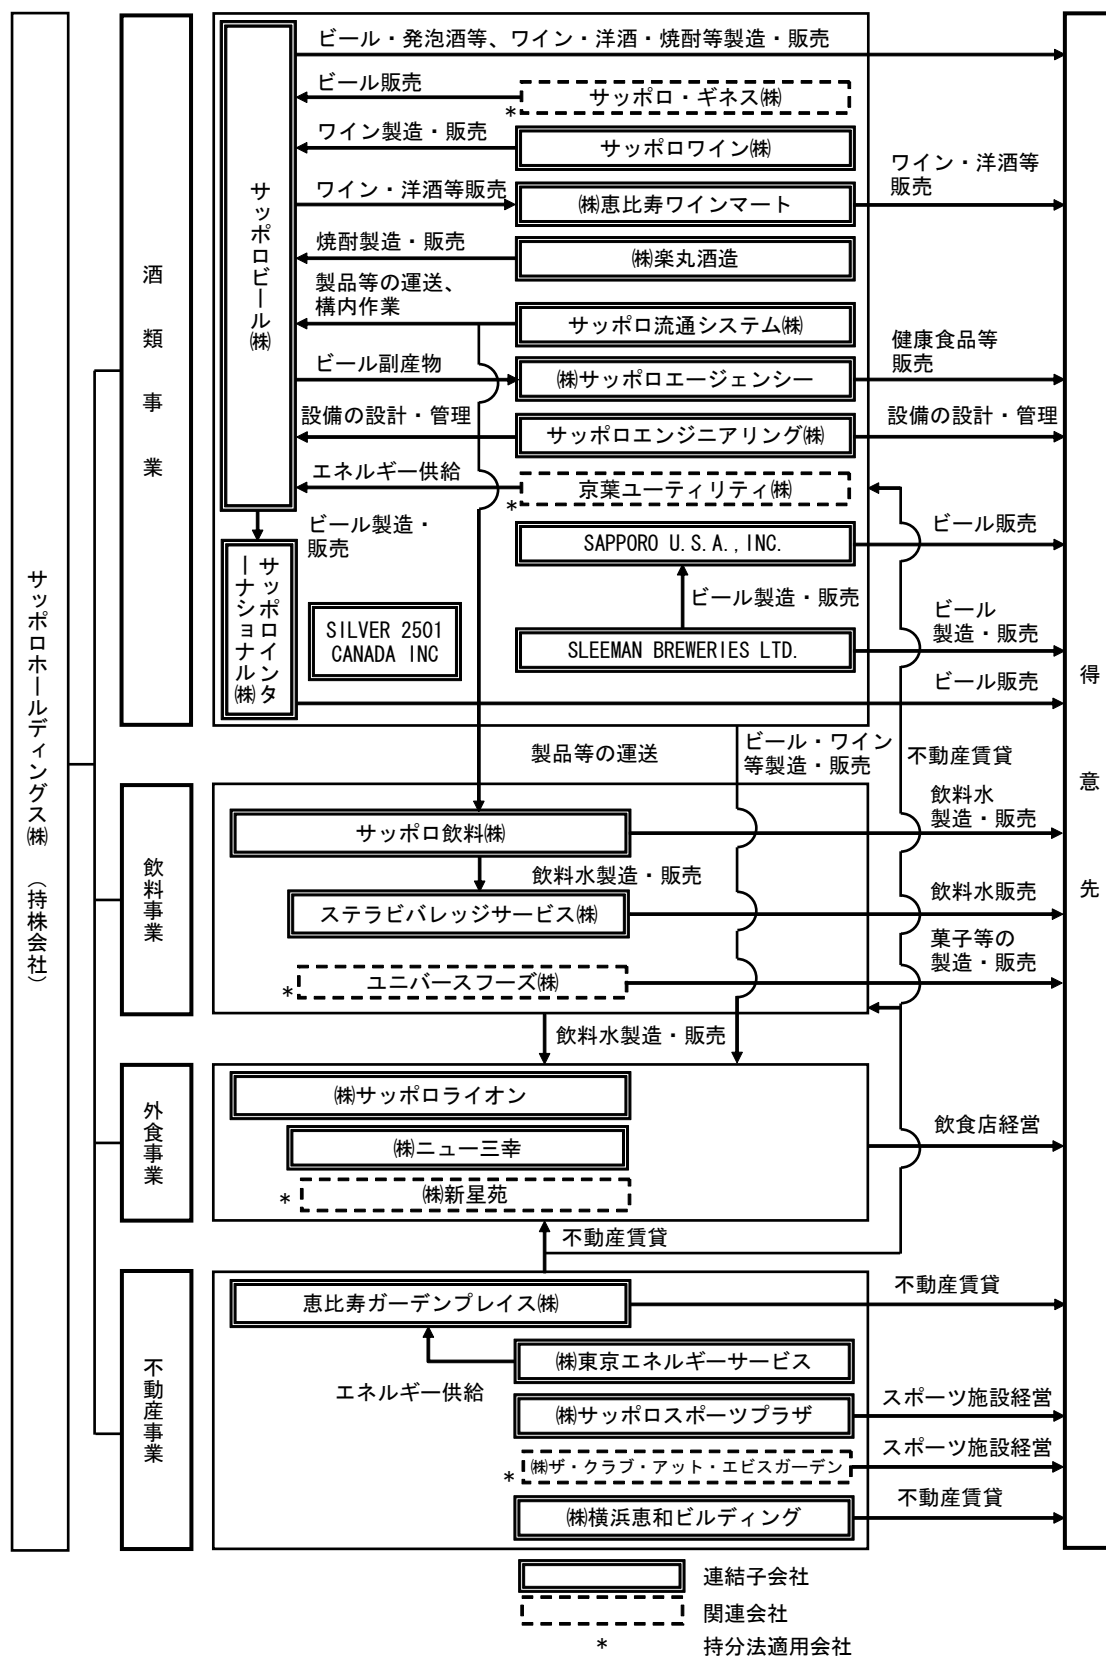 サッポロホールディングス㈱ (持株会社)
酒類事業
サッポロビール㈱
ビール・発泡酒等、ワイン・洋酒・焼酎等製造・販売
ビール販売
* サッポロ・ギネス㈱
ワイン製造・販売
サッポロワイン㈱
ワイン・洋酒等販売
㈱恵比寿ワインマート
ワイン・洋酒等
販売
焼酎製造・販売
㈱楽丸酒造
製品等の運送、
構内作業
サッポロ流通システム㈱
ビール副産物
㈱サッポロエージェンシー
健康食品等
販売
設備の設計・管理
サッポロエンジニアリング㈱
設備の設計・管理
エネルギー供給
* 京葉ユーティリティ㈱
ビール製造・
販売
SAPPORO U.S.A.,INC.
ビール販売
サッポロインタ
ーナショナル㈱
SILVER 2501
CANADA INC
ビール製造・販売
SLEEMAN BREWERIES LTD.
ビール
製造・販売
ビール販売
得意先
製品等の運送
ビール・ワイン
等製造・販売
不動産賃貸
飲料事業
サッポロ飲料㈱
飲料水
製造・販売
飲料水製造・販売
ステラビバレッジサービス㈱
飲料水販売
* ユニバースフーズ㈱
菓子等の
製造・販売
飲料水製造・販売
外食事業
㈱サッポロライオン
㈱ニュー三幸
* ㈱新星苑
飲食店経営
不動産賃貸
不動産事業
恵比寿ガーデンプレイス㈱
不動産賃貸
㈱東京エネルギーサービス
エネルギー供給
㈱サッポロスポーツプラザ
スポーツ施設経営
* ㈱ザ・クラブ・アット・エビスガーデン
スポーツ施設経営
㈱横浜恵和ビルディング
不動産賃貸
連結子会社
関連会社
* 持分法適用会社